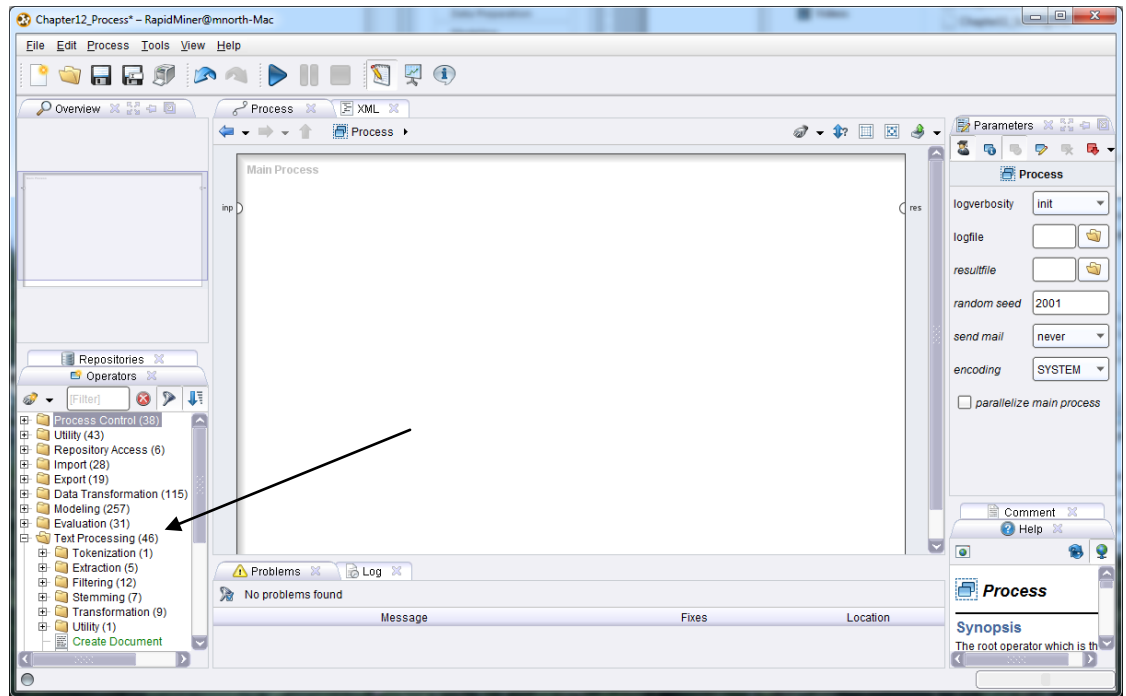 Chapter12_Process* – RapidMiner@mnorth-Mac
File Edit Process Tools View Help
Overview
Process XML
Process
Main Process
inp
res
Repositories
Operators
[Filter]
Process Control (38)
Utility (43)
Repository Access (6)
Import (28)
Export (19)
Data Transformation (115)
Modeling (257)
Evaluation (31)
Text Processing (46)
Tokenization (1)
Extraction (5)
Filtering (12)
Stemming (7)
Transformation (9)
Utility (1)
Create Document
Problems Log
No problems found
Message Fixes Location
Parameters
Process
logverbosity init
logfile
resultfile
random seed 2001
send mail never
encoding SYSTEM
parallelize main process
Comment
Help
Process
Synopsis
The root operator which is th